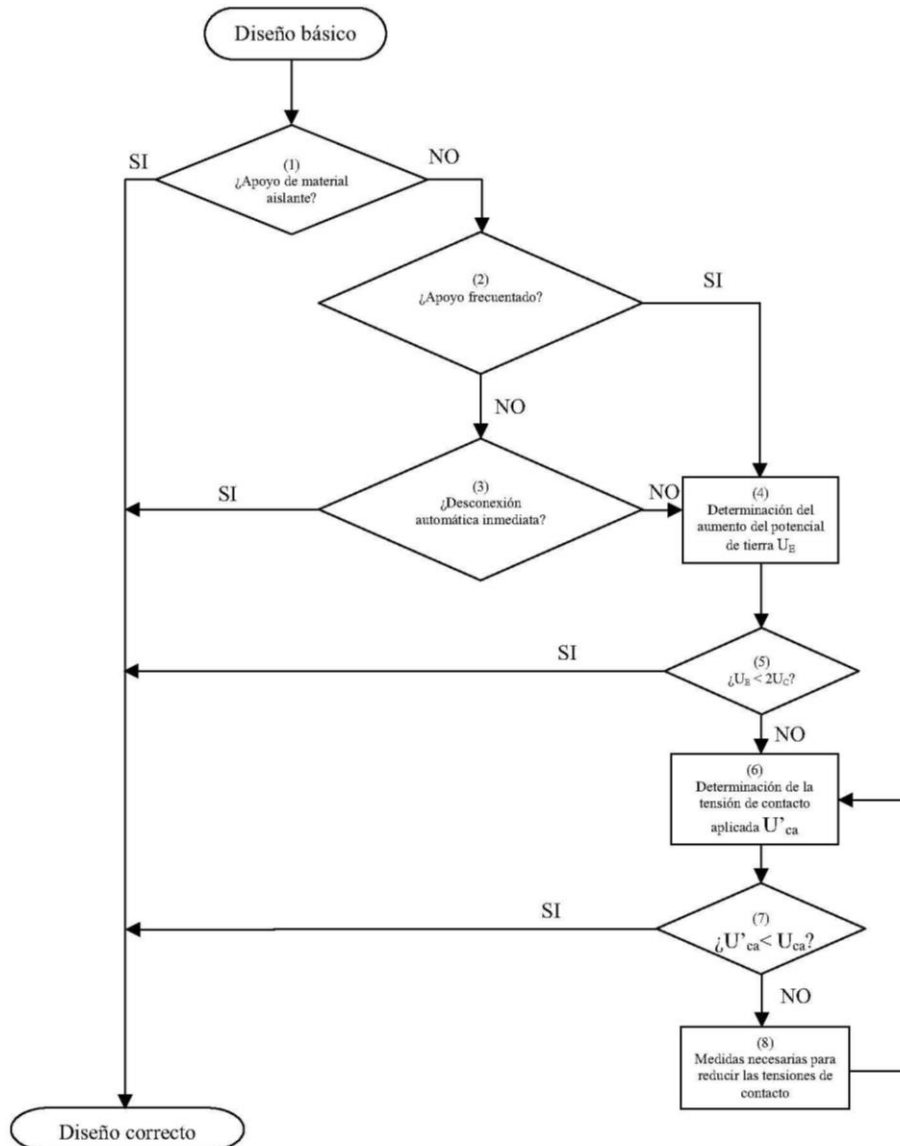 Diseño básico
SI
NO
(1)
¿Apoyo de material
aislante?
(2)
¿Apoyo frecuentado?
SI
NO
(3)
¿Desconexión
automática inmediata?
SI
NO
(4)
Determinación del
aumento del potencial
de tierra U_E
(5)
¿U_E < 2U_C?
SI
NO
(6)
Determinación de la
tensión de contacto
aplicada U'_ca
(7)
¿U'_ca< U_ca?
SI
NO
(8)
Medidas necesarias para
reducir las tensiones de
contacto
Diseño correcto